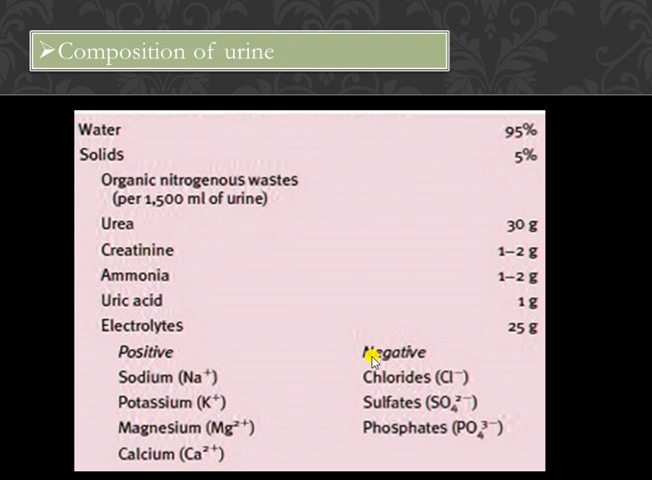 ➢Composition of urine
Water 95%
Solids 5%
Organic nitrogenous wastes
(per 1,500 ml of urine)
Urea 30 g
Creatinine 1–2 g
Ammonia 1–2 g
Uric acid 1 g
Electrolytes 25 g
Positive Negative
Sodium (Na⁺) Chlorides (Cl⁻)
Potassium (K⁺) Sulfates (SO₄²⁻)
Magnesium (Mg²⁺) Phosphates (PO₄³⁻)
Calcium (Ca²⁺)